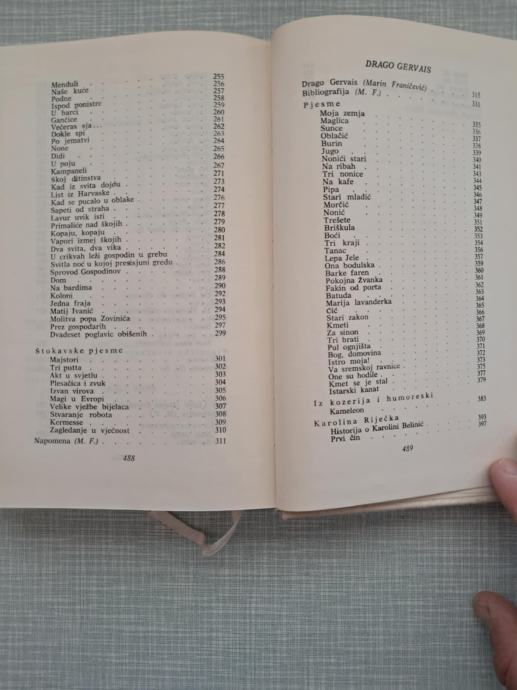 255
Menduli 256
Naše kuće 257
Podne 258
Ispod ponistre 259
U barci 260
Gančice 261
Večeras sja... 262
Dokle spi 263
Po jematvi 264
None 265
Didi 266
U poju 267
Kampaneli 271
Škoj ditinstva 273
Kad iz svita dojdu 274
List iz Harvaske 276
Kad se pucalo u oblake 277
Sapeti od straha 278
Lavur uvik isti 279
Primaliće nad škojih 280
Kopaju, kopaju 281
Vapori izmej škojih 282
Dva svita, dva vika 284
U crikvah leži gospodin u grebu 286
Svitla noć u kojoj presisjuni gredu 288
Sprovod Gospodinov 289
Dom 290
Na bardima 292
Koloni 293
Jedna fraja 294
Matij Ivanić 295
Molitva popa Zovinića 297
Prez gospodarih 299
Dvadeset poglavic obišenih
Štokavske pjesme
Majstori 301
Tri putta 302
Akt u svjetlu 303
Plesačica i zvuk 304
Izvan virova 305
Magi u Evropi 306
Velike vježbe bijelaca 307
Stvaranje robota 308
Kermesse 309
Zagledanje u vječnost 310
Napomena (M. F.) 311
488
DRAGO GERVAIS
Drago Gervais (Marin Franičević) 315
Bibliografija (M. F.) 331
Pjesme
Moja zemja 335
Maglica 336
Sunce 337
Oblačić 338
Burin 339
Jugo 340
Nonići stari 341
Na ribah 343
Tri nonice 344
Na kafe 345
Pipa 346
Stari mladić 347
Morčić 348
Nonić 349
Trešete 351
Briškula 352
Boći 353
Tri kraji 354
Tanac 356
Lepa Jele 357
Ona bodulska 359
Barke faren 360
Pokojna Žvanka 361
Fakin od porta 362
Batuda 363
Marija lavanderka 364
Cić 365
Stari zakon 366
Kmeti 367
Za sinon 368
Tri brati 369
Pul ognjišta 370
Bog, domovina 371
Istro moja! 372
Va sremskoj ravnice 373
One su hodile 375
Kmet se je stal 377
Istarski kanat 379
Iz kozerija i humoreski
Kameleon 383
Karolina Riječka
Historija o Karolini Belinić 393
Prvi čin 397
489